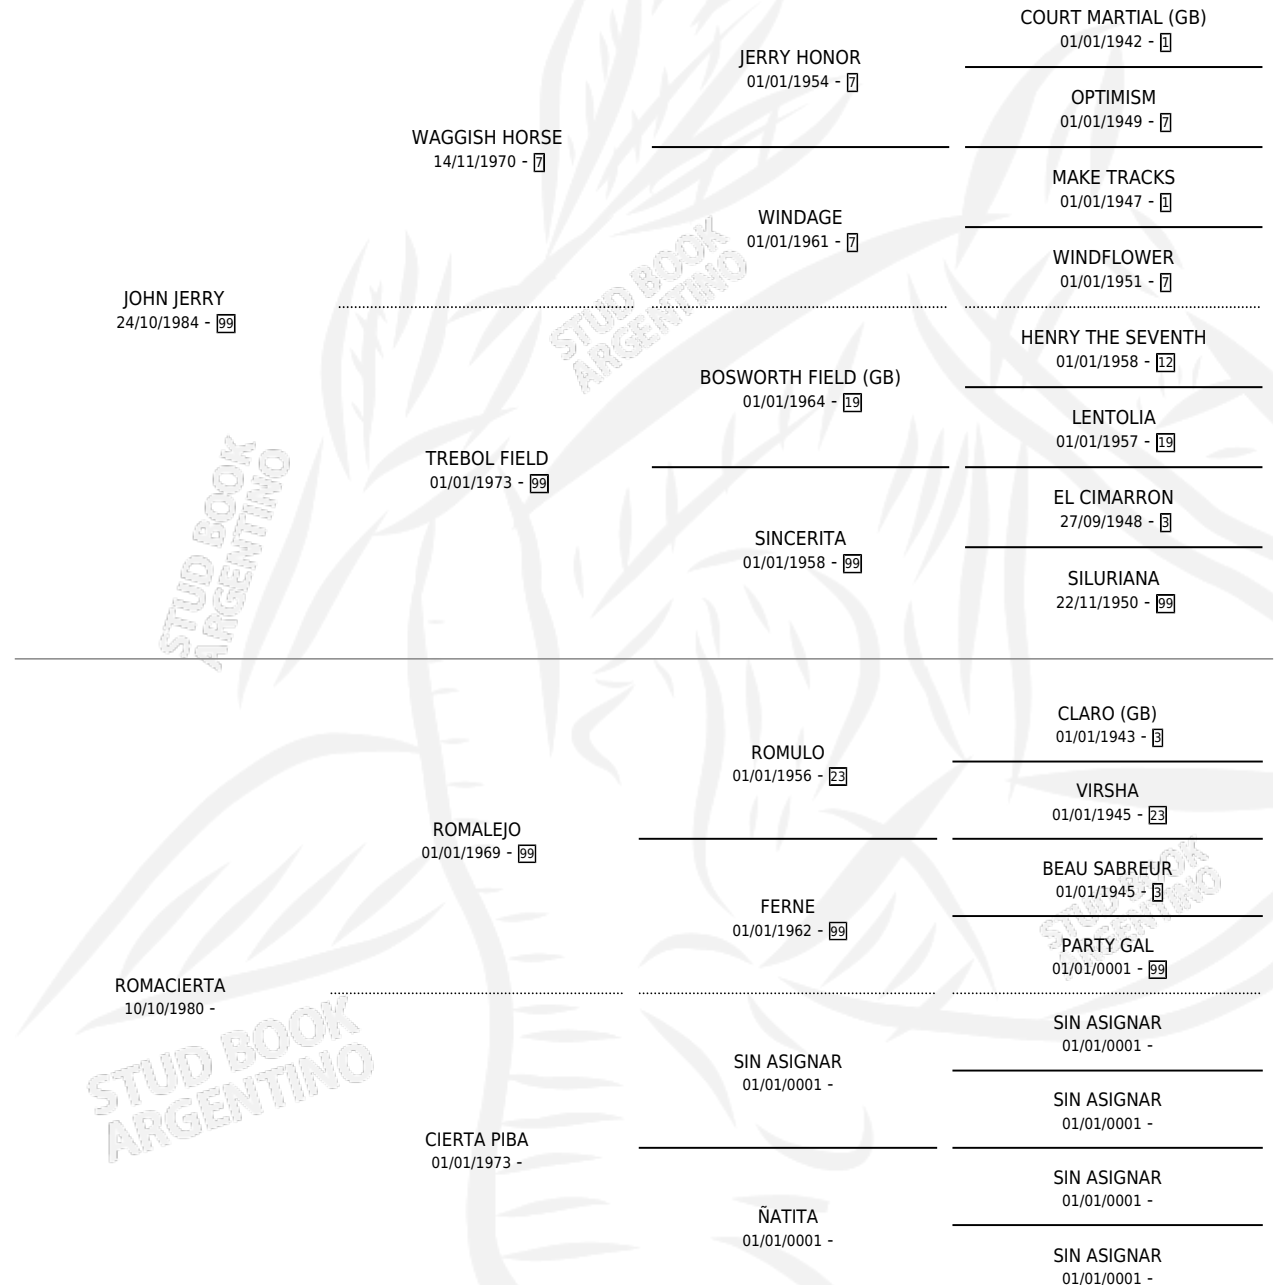 COURT MARTIAL (GB)
01/01/1942 - 1
JERRY HONOR
01/01/1954 - 7
OPTIMISM
01/01/1949 - 7
WAGGISH HORSE
14/11/1970 - 7
MAKE TRACKS
01/01/1947 - 1
WINDAGE
01/01/1961 - 7
WINDFLOWER
01/01/1951 - 7
STUD BOOK
ARGENTINO
JOHN JERRY
24/10/1984 - 99
HENRY THE SEVENTH
01/01/1958 - 12
BOSWORTH FIELD (GB)
01/01/1964 - 19
LENTOLIA
01/01/1957 - 19
TREBOL FIELD
01/01/1973 - 99
EL CIMARRON
27/09/1948 - 3
SINCERITA
01/01/1958 - 99
SILURIANA
22/11/1950 - 99
STUD BOOK
ARGENTINO
CLARO (GB)
01/01/1943 - 3
ROMULO
01/01/1956 - 23
VIRSHA
01/01/1945 - 23
ROMALEJO
01/01/1969 - 99
BEAU SABREUR
01/01/1945 - 3
FERNE
01/01/1962 - 99
PARTY GAL
01/01/0001 - 99
STUD BOOK
ARGENTINO
ROMACIERTA
10/10/1980 -
SIN ASIGNAR
01/01/0001 -
SIN ASIGNAR
01/01/0001 -
SIN ASIGNAR
01/01/0001 -
STUD BOOK
ARGENTINO
CIERTA PIBA
01/01/1973 -
SIN ASIGNAR
01/01/0001 -
ÑATITA
01/01/0001 -
SIN ASIGNAR
01/01/0001 -